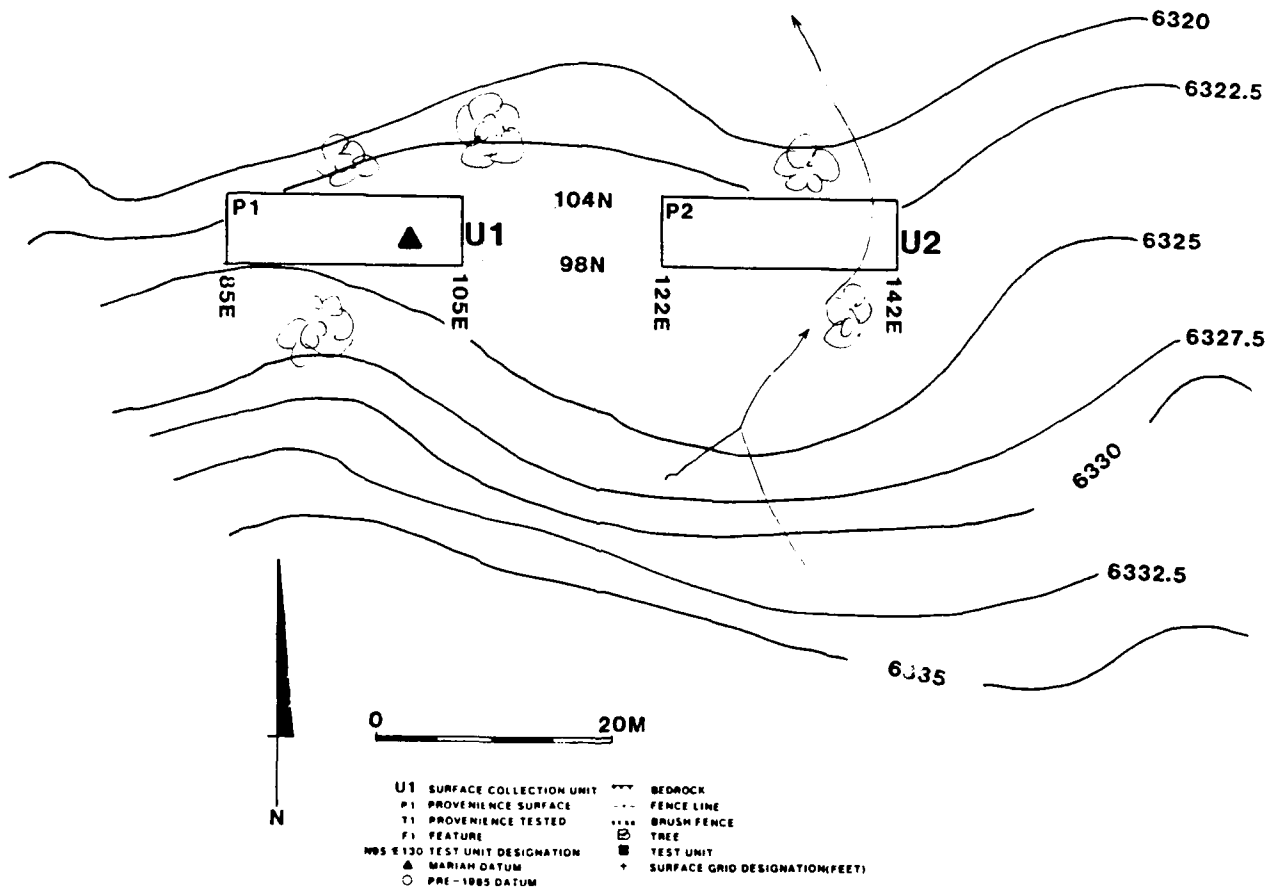 6320
6322.5
P1
U1
104N
98N
P2
U2
6325
85E
105E
122E
142E
6327.5
6330
6332.5
6335
0 20M
N
U1 SURFACE COLLECTION UNIT
P1 PROVENIENCE SURFACE
T1 PROVENIENCE TESTED
F1 FEATURE
N95 E130 TEST UNIT DESIGNATION
MARIAH DATUM
PRE-1985 DATUM
BEDROCK
FENCE LINE
BRUSH FENCE
TREE
TEST UNIT
SURFACE GRID DESIGNATION(FEET)